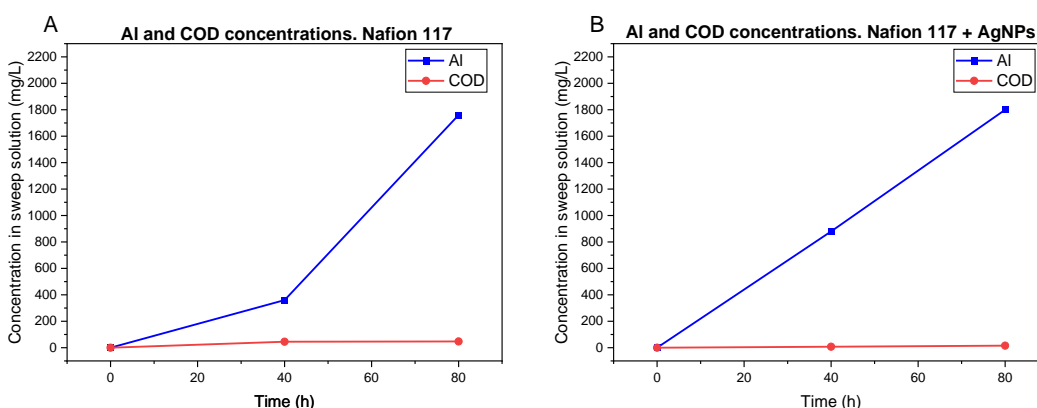 A
Al and COD concentrations. Nafion 117
Concentration in sweep solution (mg/L)
2200
2000
1800
1600
1400
1200
1000
800
600
400
200
0
Al
COD
0 20 40 60 80
Time (h)
B
Al and COD concentrations. Nafion 117 + AgNPs
Concentration in sweep solution (mg/L)
2200
2000
1800
1600
1400
1200
1000
800
600
400
200
0
Al
COD
0 20 40 60 80
Time (h)